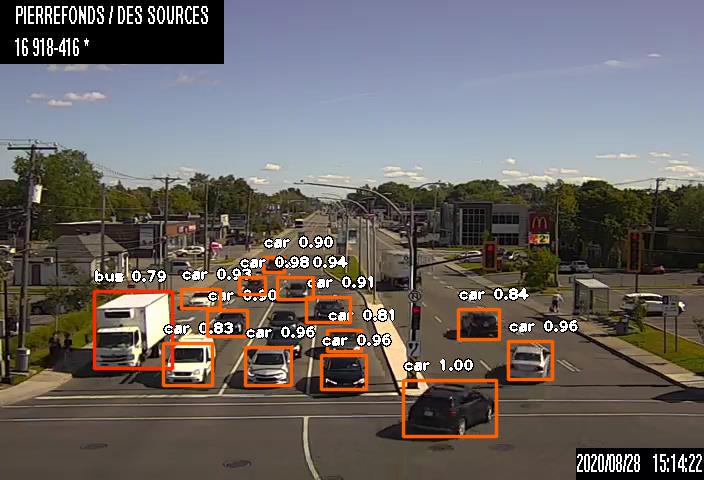 PIERREFONDS / DES SOURCES
16 918-416 *
car 0.90
car 0.98
0.94
bus 0.79
car 0.93
car 0.91
car 0.90
car 0.84
car 0.83
car 0.96
car 0.81
car 0.96
car 0.96
car 1.00
2020/08/28 15:14:22